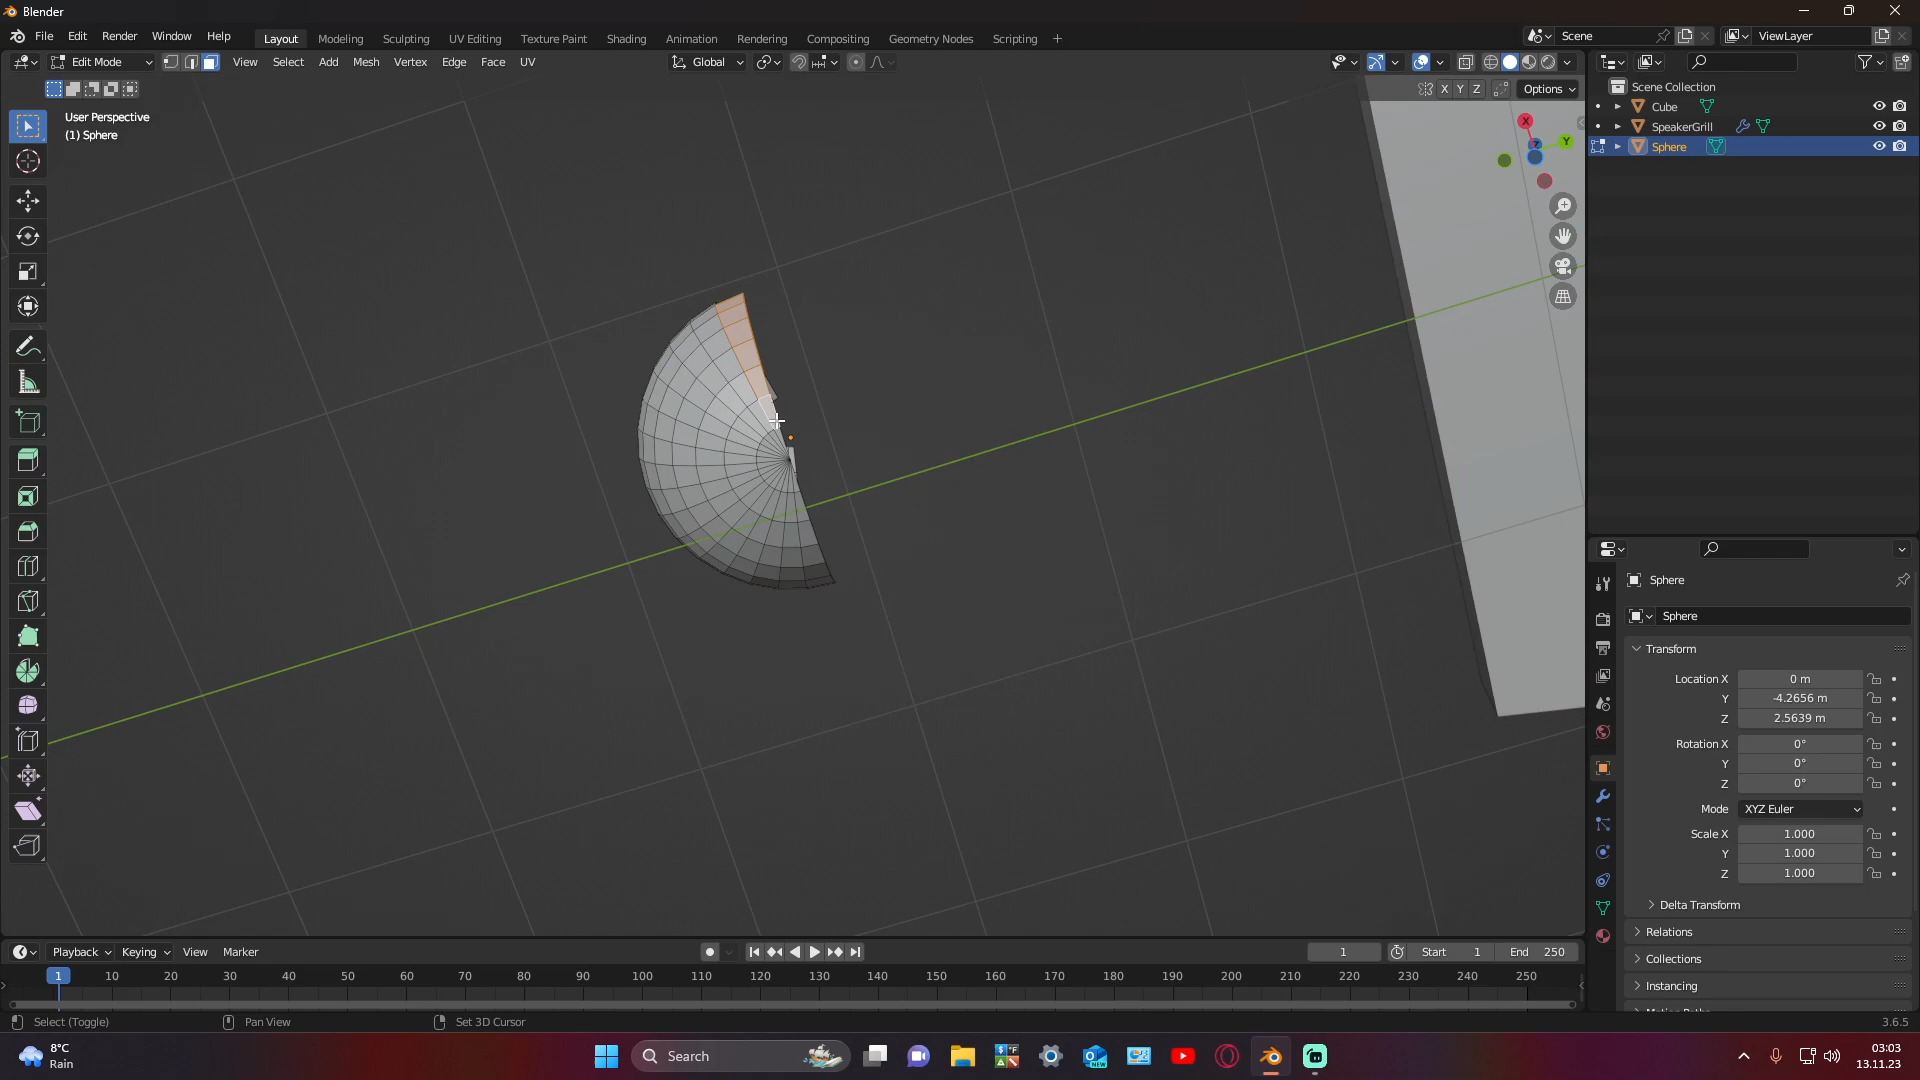 Blender
File Edit Render Window Help
Layout Modeling Sculpting UV Editing Texture Paint Shading Animation Rendering Compositing Geometry Nodes Scripting +
Scene
ViewLayer
Edit Mode View Select Add Mesh Vertex Edge Face UV
Global
X Y Z Options
User Perspective
(1) Sphere
X
Y
Z
Scene Collection
Cube
SpeakerGrill
Sphere
Sphere
Sphere
Transform
Location X 0 m
Y -4.2656 m
Z 2.5639 m
Rotation X 0°
Y 0°
Z 0°
Mode XYZ Euler
Scale X 1.000
Y 1.000
Z 1.000
Delta Transform
Relations
Collections
Instancing
Motion Paths
Playback Keying View Marker
1 Start 1 End 250
1 10 20 30 40 50 60 70 80 90 100 110 120 130 140 150 160 170 180 190 200 210 220 230 240 250
Select (Toggle) Pan View Set 3D Cursor
3.6.5
8°C
Rain
Search
NEW
03:03
13.11.23